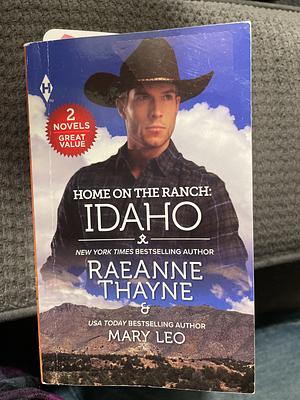 H
2
NOVELS
GREAT
VALUE
HOME ON THE RANCH:
IDAHO
NEW YORK TIMES BESTSELLING AUTHOR
RAEANNE
THAYNE
&
USA TODAY BESTSELLING AUTHOR
MARY LEO